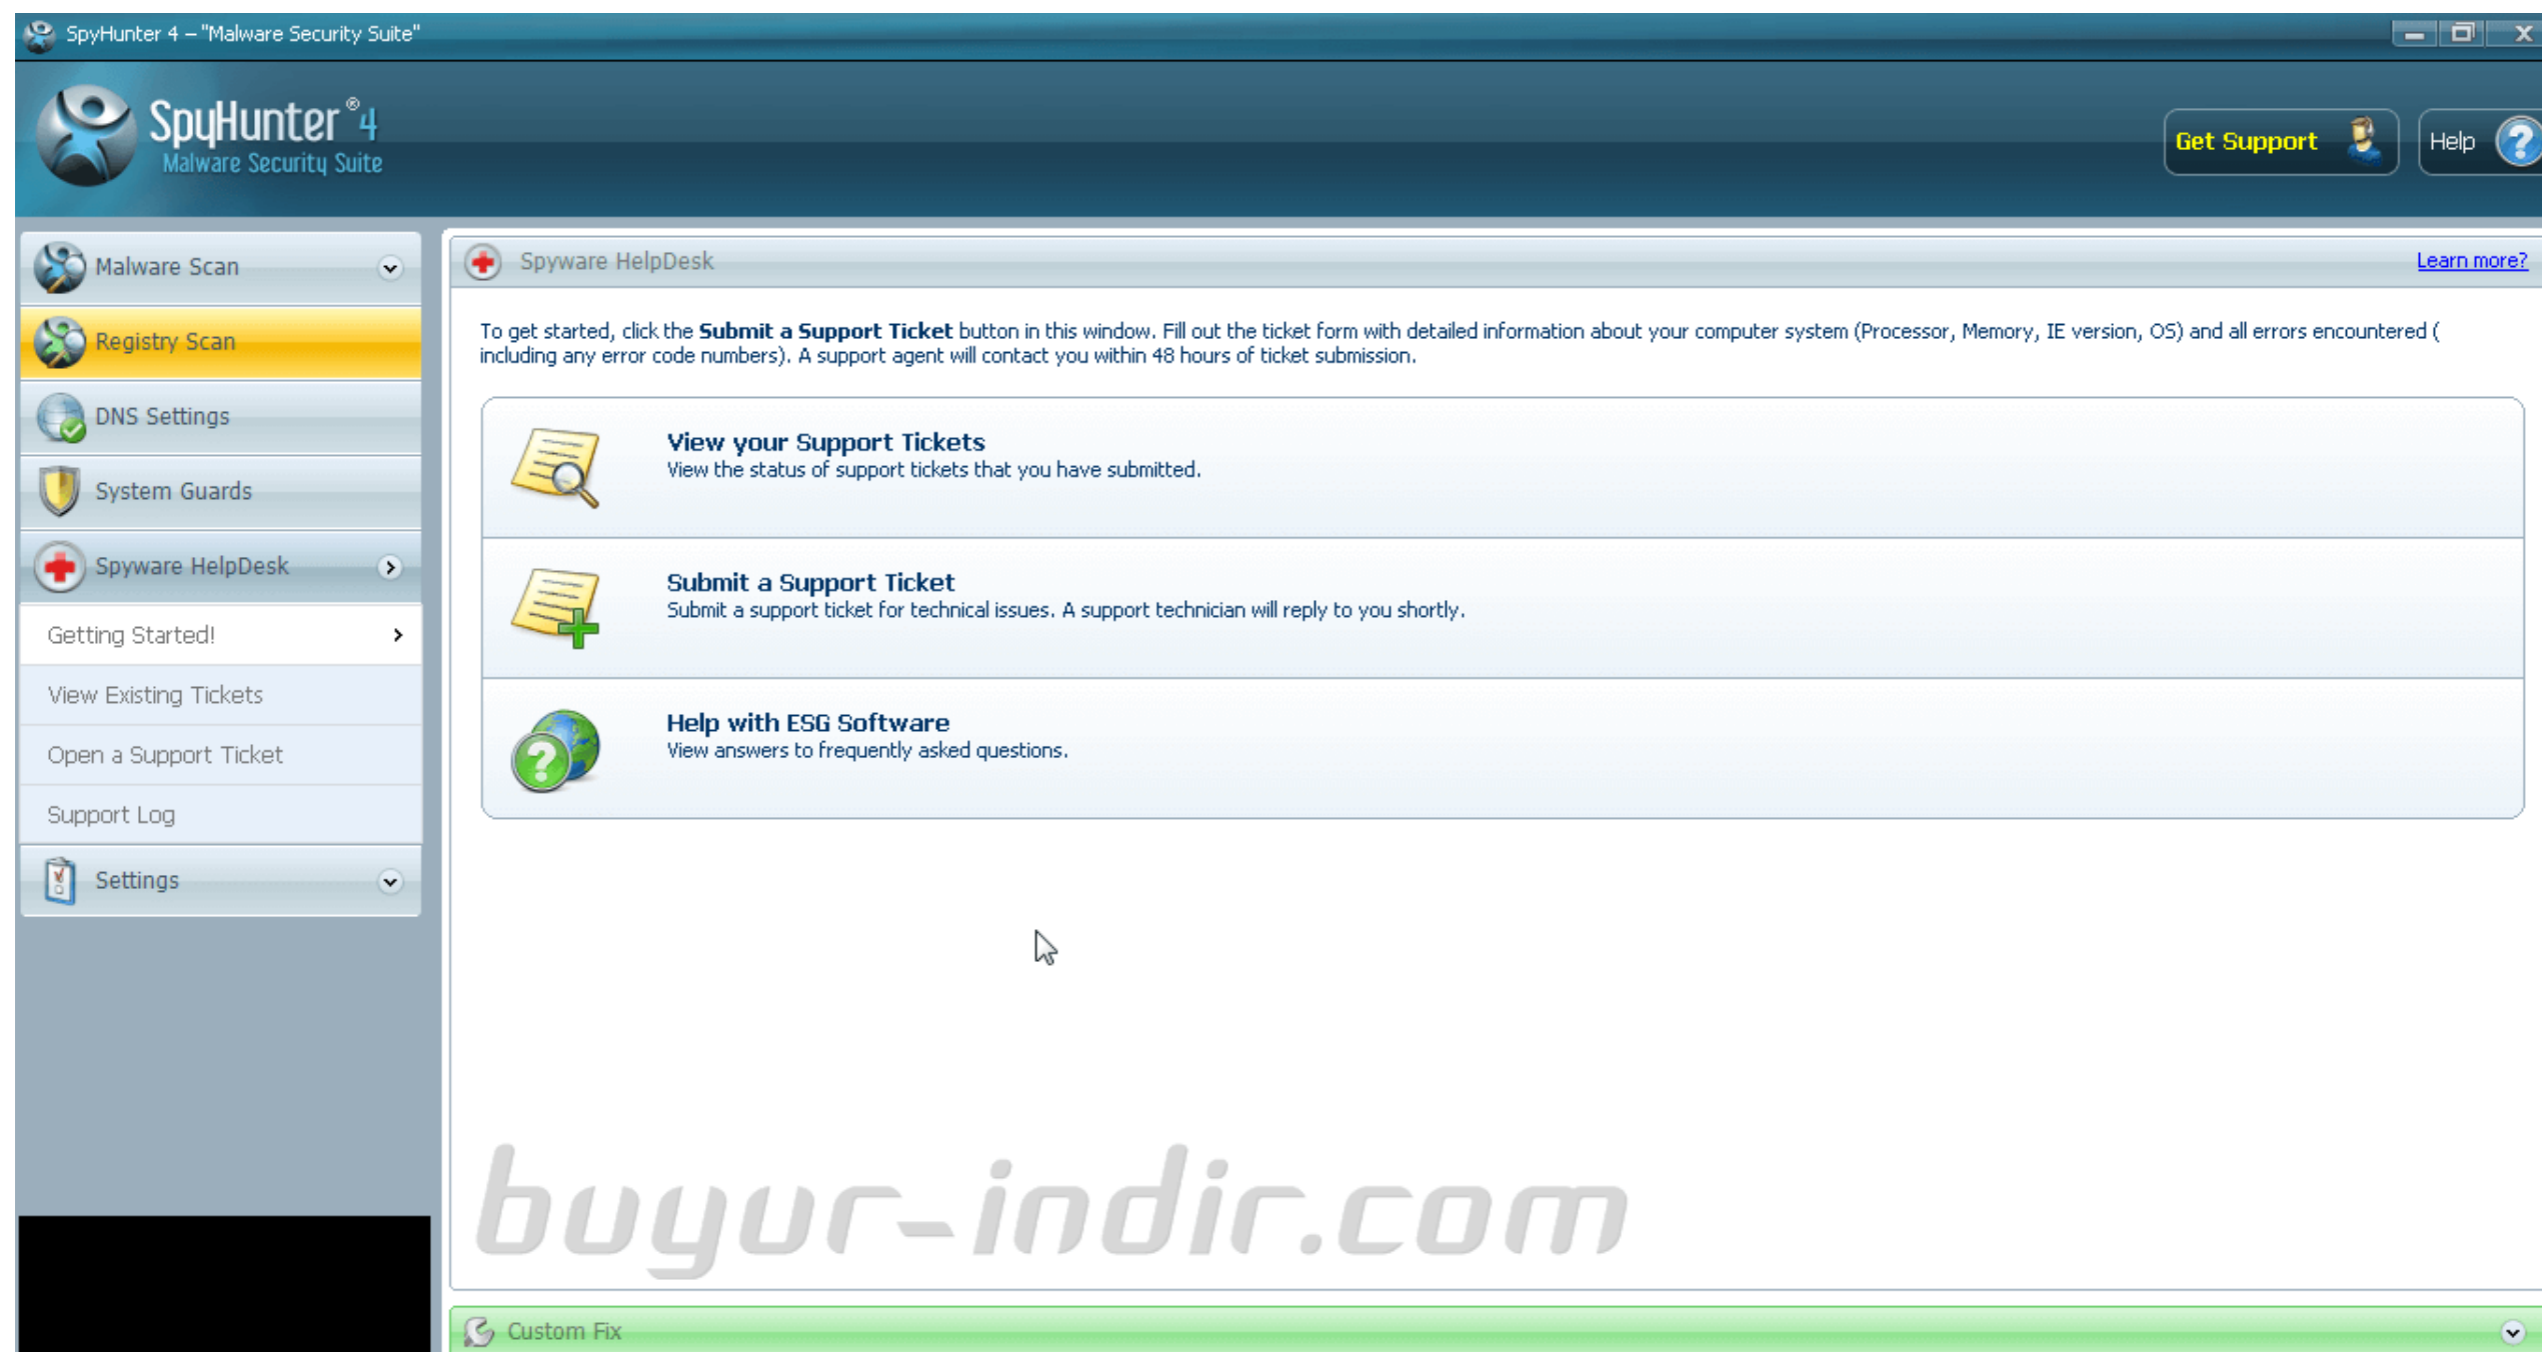 SpyHunter 4 – "Malware Security Suite"
SpyHunter® 4
Malware Security Suite
Get Support
Help
Malware Scan
Registry Scan
DNS Settings
System Guards
Spyware HelpDesk
Getting Started!
View Existing Tickets
Open a Support Ticket
Support Log
Settings
Spyware HelpDesk
Learn more?
To get started, click the Submit a Support Ticket button in this window. Fill out the ticket form with detailed information about your computer system (Processor, Memory, IE version, OS) and all errors encountered (
including any error code numbers). A support agent will contact you within 48 hours of ticket submission.
View your Support Tickets
View the status of support tickets that you have submitted.
Submit a Support Ticket
Submit a support ticket for technical issues. A support technician will reply to you shortly.
Help with ESG Software
View answers to frequently asked questions.
buyur-indir.com
Custom Fix